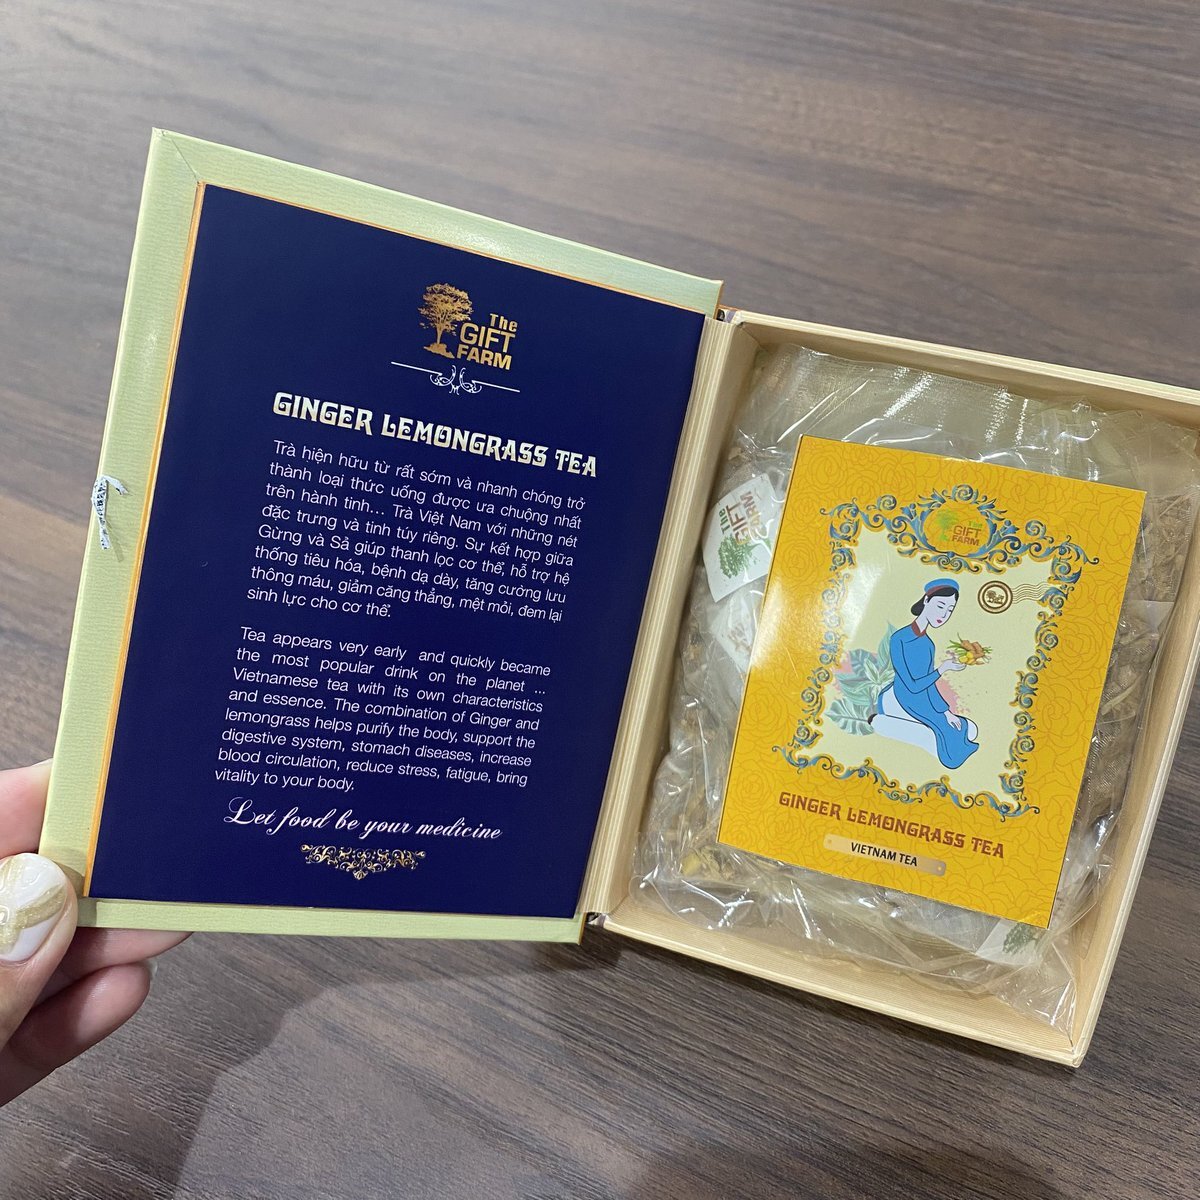 The
GIFT
FARM
GINGER LEMONGRASS TEA
Trà hiện hữu từ rất sớm và nhanh chóng trở
thành loại thức uống được ưa chuộng nhất
trên hành tinh... Trà Việt Nam với những nét
đặc trưng và tinh túy riêng. Sự kết hợp giữa
Gừng và Sả giúp thanh lọc cơ thể, hỗ trợ hệ
thống tiêu hóa, bệnh dạ dày, tăng cường lưu
thông máu, giảm căng thẳng, mệt mỏi, đem lại
sinh lực cho cơ thể.
Tea appears very early and quickly became
the most popular drink on the planet ...
Vietnamese tea with its own characteristics
and essence. The combination of Ginger and
lemongrass helps purify the body, support the
digestive system, stomach diseases, increase
blood circulation, reduce stress, fatigue, bring
vitality to your body.
Let food be your medicine
The
GIFT
FARM
The
GIFT
FARM
GINGER LEMONGRASS TEA
VIETNAM TEA